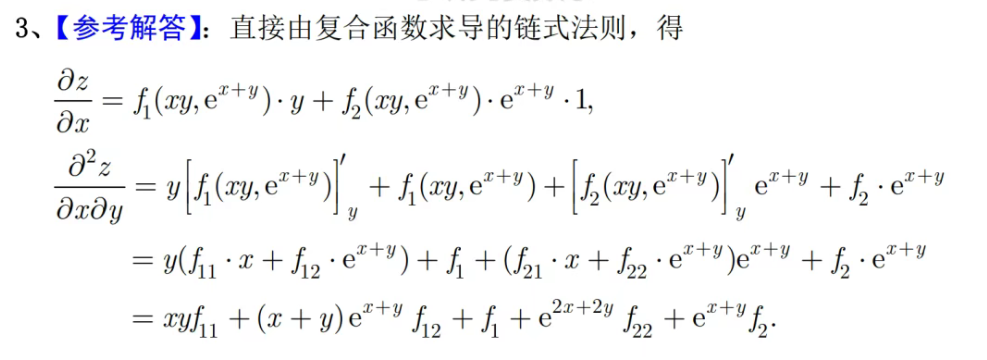 3、【参考解答】：直接由复合函数求导的链式法则，得
∂z/∂x = f₁(xy, e^{x+y})·y + f₂(xy, e^{x+y})·e^{x+y}·1,
∂²z/∂x∂y = y[f₁(xy, e^{x+y})]′_y + f₁(xy, e^{x+y}) + [f₂(xy, e^{x+y})]′_y e^{x+y} + f₂·e^{x+y}
= y(f₁₁·x + f₁₂·e^{x+y}) + f₁ + (f₂₁·x + f₂₂·e^{x+y})e^{x+y} + f₂·e^{x+y}
= xyf₁₁ + (x+y)e^{x+y} f₁₂ + f₁ + e^{2x+2y} f₂₂ + e^{x+y} f₂.